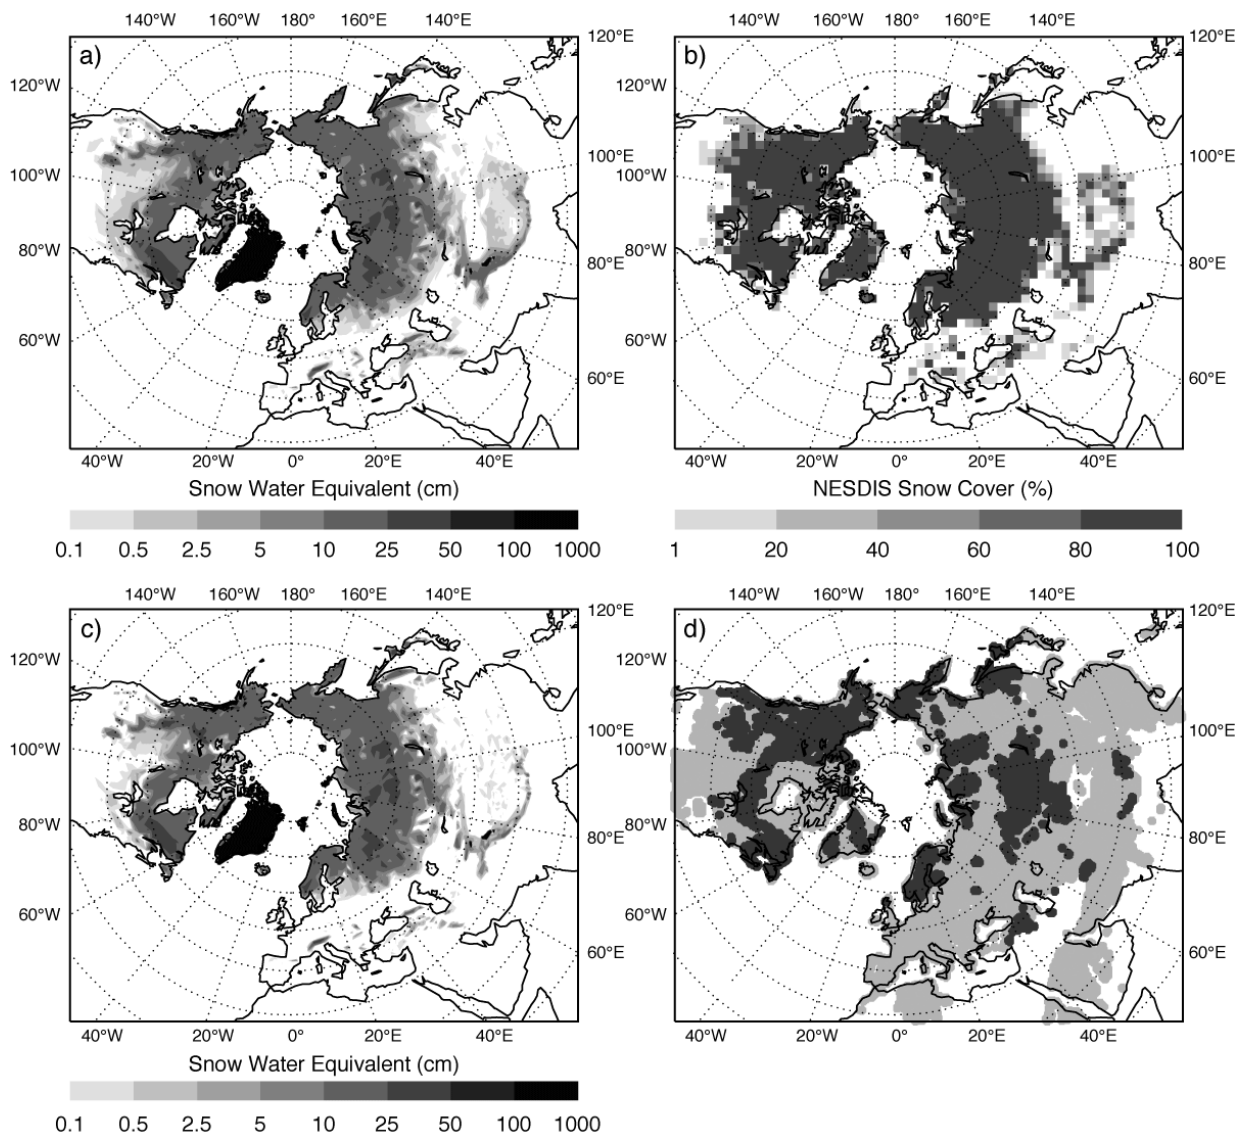 140°W 160°W 180° 160°E 140°E
120°E
a)
120°W
100°E
100°W
80°W
80°E
60°W
60°E
40°W 20°W 0° 20°E 40°E
Snow Water Equivalent (cm)
0.1 0.5 2.5 5 10 25 50 100 1000
140°W 160°W 180° 160°E 140°E
120°E
b)
120°W
100°E
100°W
80°W
80°E
60°W
60°E
40°W 20°W 0° 20°E 40°E
NESDIS Snow Cover (%)
1 20 40 60 80 100
140°W 160°W 180° 160°E 140°E
120°E
c)
120°W
100°E
100°W
80°W
80°E
60°W
60°E
40°W 20°W 0° 20°E 40°E
Snow Water Equivalent (cm)
0.1 0.5 2.5 5 10 25 50 100 1000
140°W 160°W 180° 160°E 140°E
120°E
d)
120°W
100°E
100°W
80°W
80°E
60°W
60°E
40°W 20°W 0° 20°E 40°E